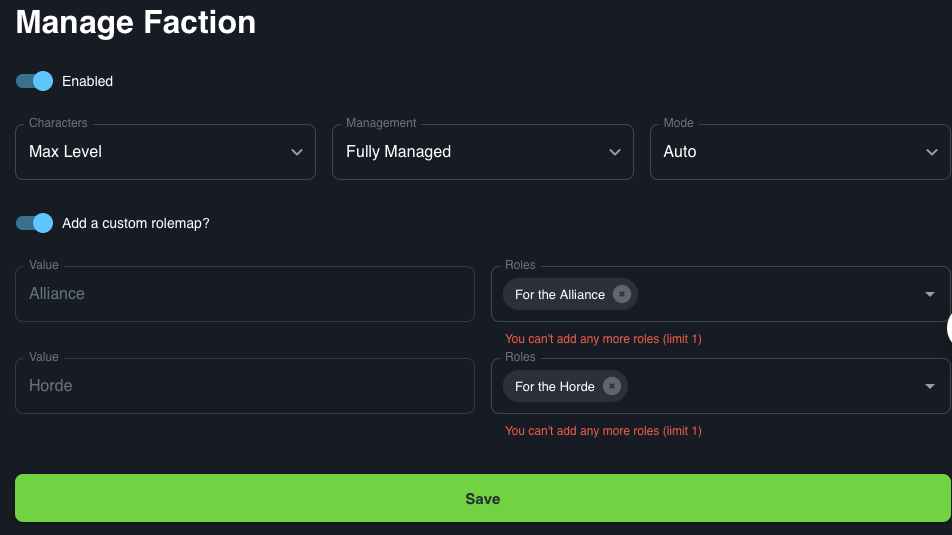 Manage Faction
Enabled
Characters
Max Level
Management
Fully Managed
Mode
Auto
Add a custom rolemap?
Value
Alliance
Roles
For the Alliance
You can't add any more roles (limit 1)
Value
Horde
Roles
For the Horde
You can't add any more roles (limit 1)
Save